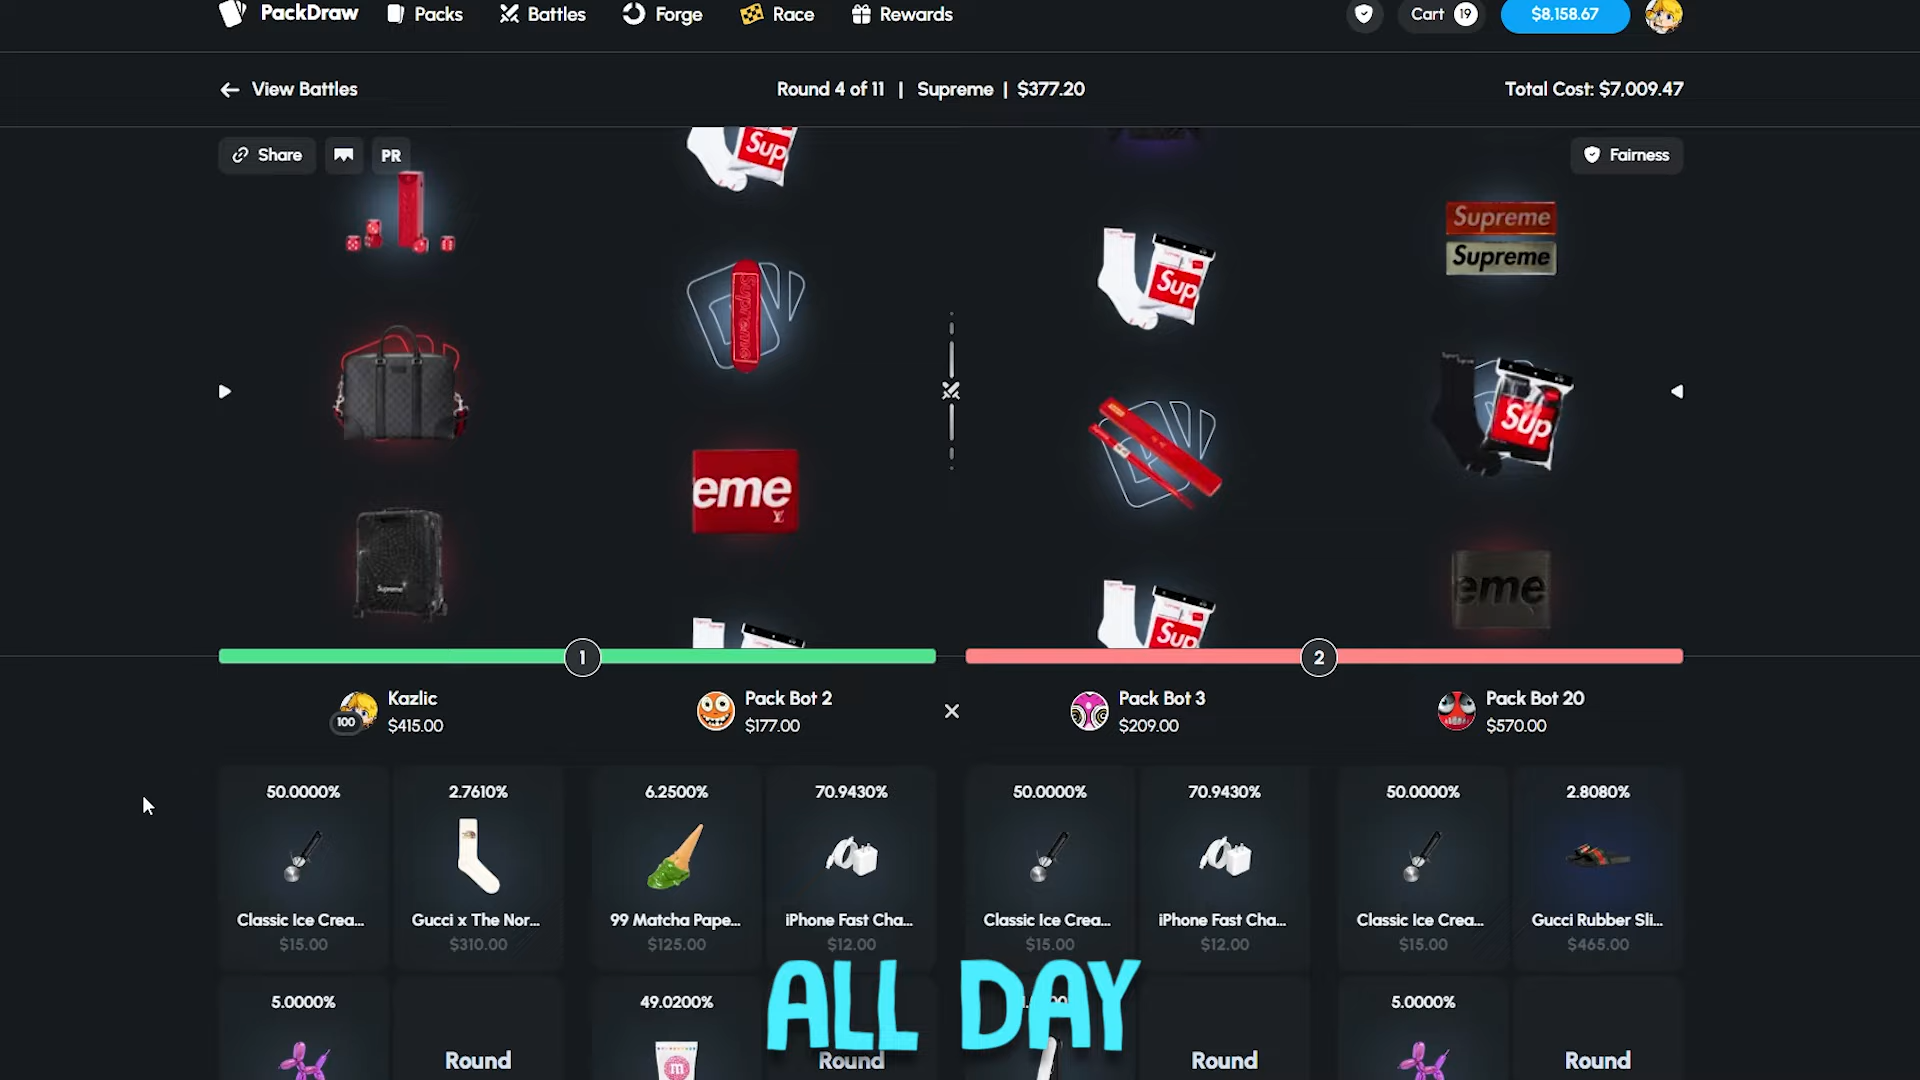 PackDraw
Packs
Battles
Forge
Race
Rewards
Cart 19
$8,158.67
View Battles
Round 4 of 11 | Supreme | $377.20
Total Cost: $7,009.47
Share
PR
Fairness
Sup
Supreme
Supreme
Supreme
Sup
Sup
eme
eme
Supreme
Sup
1
2
100
Kazlic
$415.00
Pack Bot 2
$177.00
Pack Bot 3
$209.00
Pack Bot 20
$570.00
50.0000%
2.7610%
6.2500%
70.9430%
50.0000%
70.9430%
50.0000%
2.8080%
Classic Ice Crea...
Gucci x The Nor...
99 Matcha Pape...
iPhone Fast Cha...
Classic Ice Crea...
iPhone Fast Cha...
Classic Ice Crea...
Gucci Rubber Sli...
$15.00
$310.00
$125.00
$12.00
$15.00
$12.00
$15.00
$465.00
5.0000%
49.0200%
5.0000%
ALL DAY
Round
m
Round
Round
Round